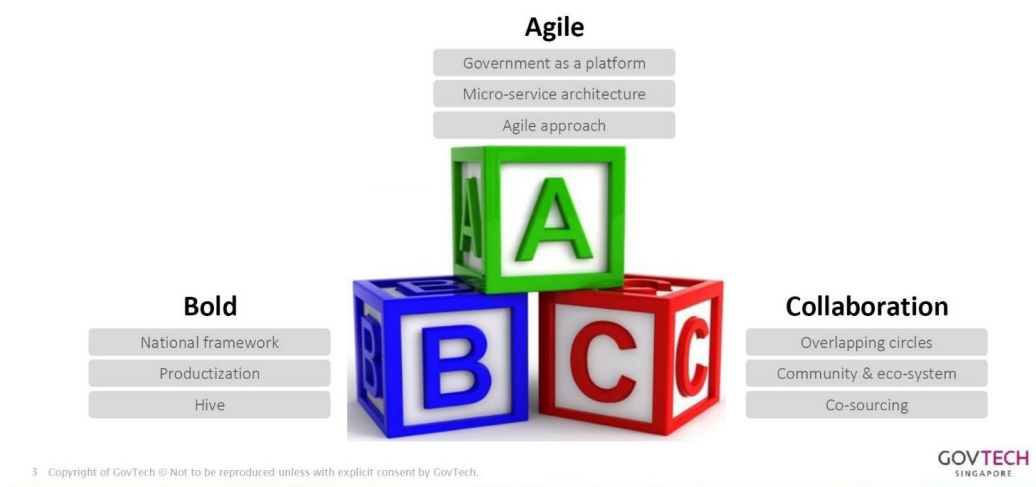 Agile
Government as a platform
Micro-service architecture
Agile approach
A
A
Bold
National framework
Productization
Hive
B
B
B
C
C
C
Collaboration
Overlapping circles
Community & eco-system
Co-sourcing
3 Copyright of GovTech © Not to be reproduced unless with explicit consent by GovTech.
GOVTECH
SINGAPORE